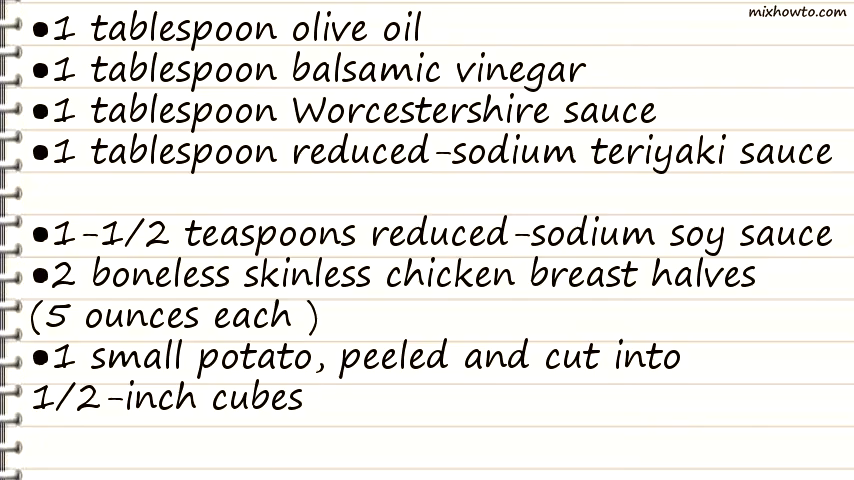 mixhowto.com
•1 tablespoon olive oil
•1 tablespoon balsamic vinegar
•1 tablespoon Worcestershire sauce
•1 tablespoon reduced-sodium teriyaki sauce
•1-1/2 teaspoons reduced-sodium soy sauce
•2 boneless skinless chicken breast halves
(5 ounces each )
•1 small potato, peeled and cut into
1/2-inch cubes